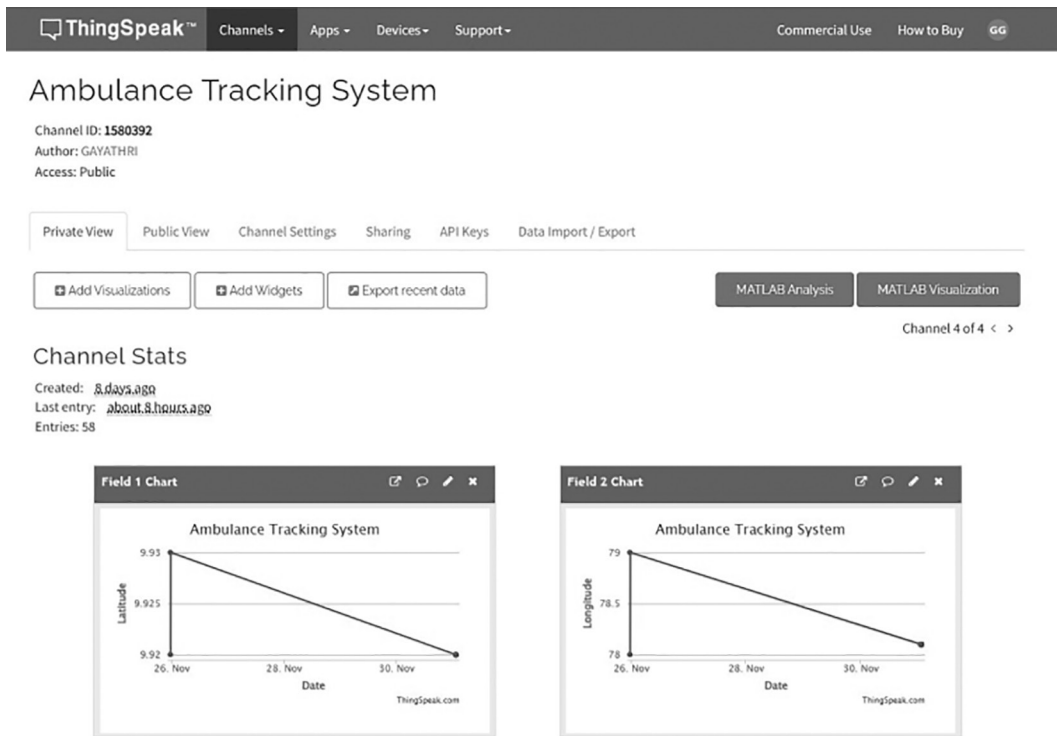 ThingSpeak™ Channels Apps Devices Support Commercial Use How to Buy GG
Ambulance Tracking System
Channel ID: 1580392
Author: GAYATHRI
Access: Public
Private View Public View Channel Settings Sharing API Keys Data Import / Export
Add Visualizations Add Widgets Export recent data MATLAB Analysis MATLAB Visualization
Channel 4 of 4 < >
Channel Stats
Created: 8 days ago
Last entry: about 8 hours ago
Entries: 58
Field 1 Chart
Ambulance Tracking System
Latitude
9.93
9.925
9.92
26. Nov 28. Nov 30. Nov
Date
ThingSpeak.com
Field 2 Chart
Ambulance Tracking System
Longitude
79
78.5
78
26. Nov 28. Nov 30. Nov
Date
ThingSpeak.com